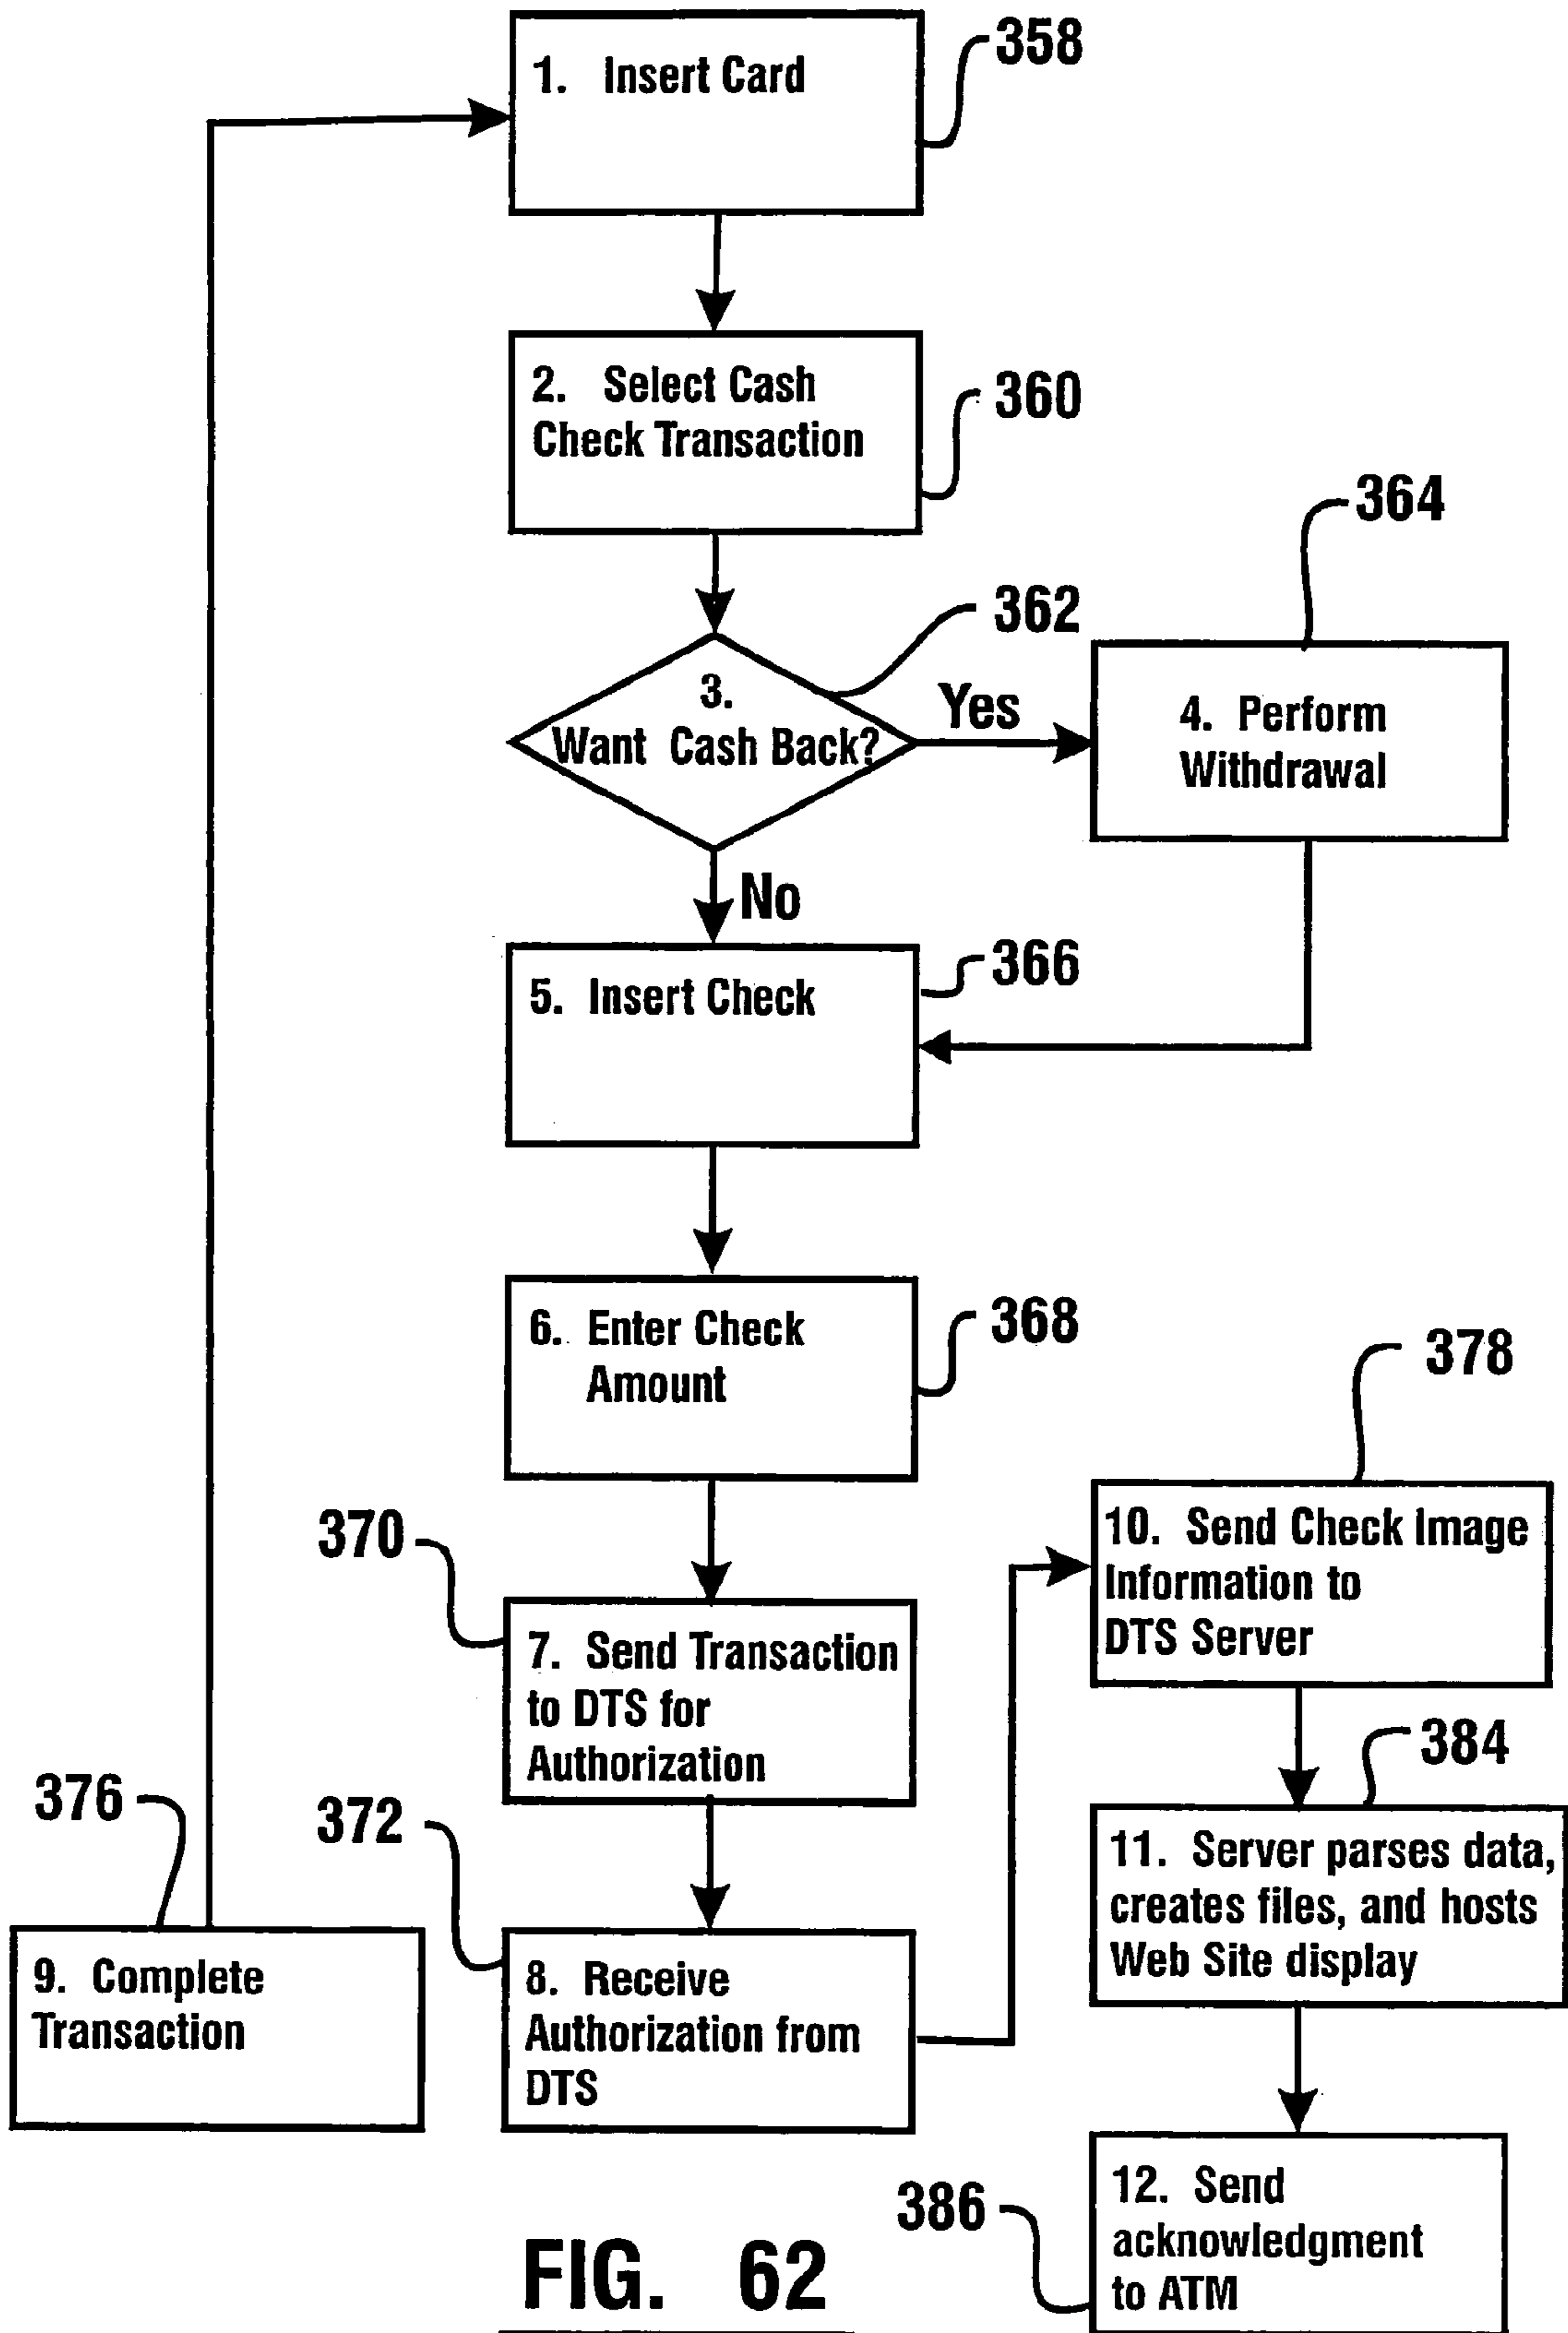 358
1. Insert Card
2. Select Cash
Check Transaction
360
364
362
3.
Want Cash Back?
Yes
4. Perform
Withdrawal
No
366
5. Insert Check
6. Enter Check
Amount
368
378
10. Send Check Image
Information to
DTS Server
370
7. Send Transaction
to DTS for
Authorization
384
11. Server parses data,
creates files, and hosts
Web Site display
376
372
9. Complete
Transaction
8. Receive
Authorization from
DTS
12. Send
acknowledgment
to ATM
386
FIG. 62